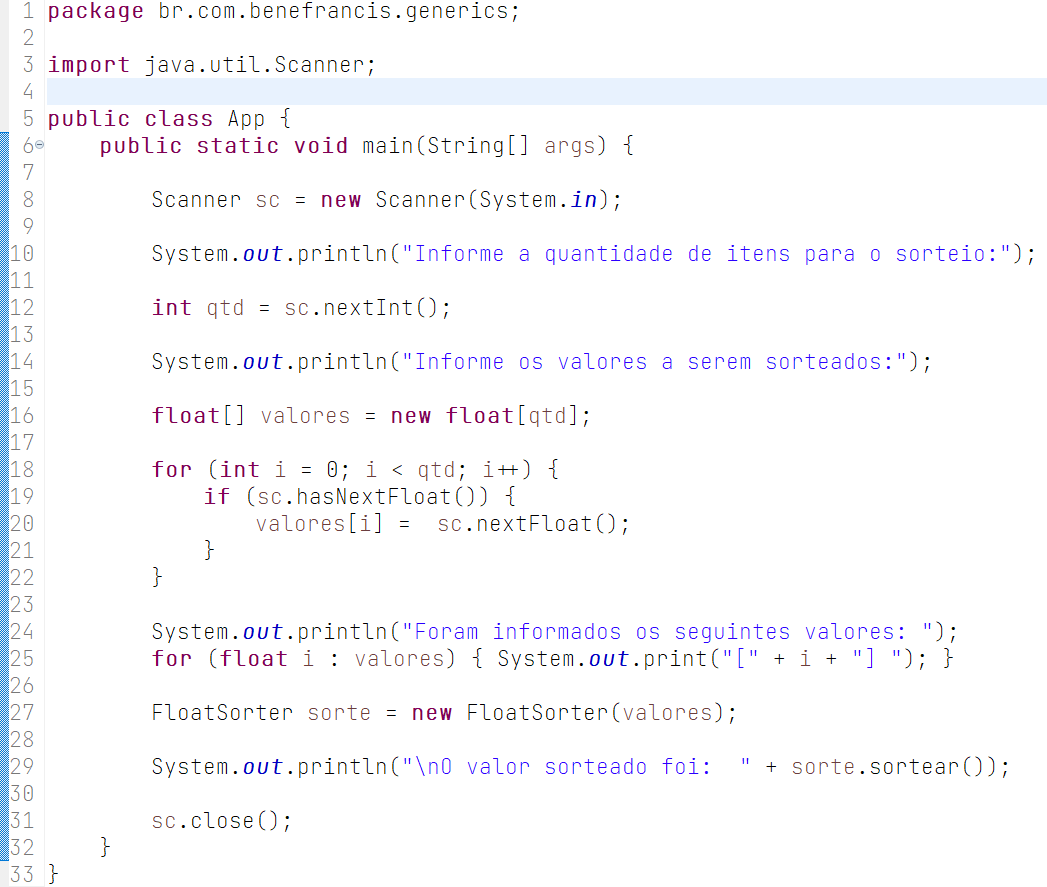 1 package br.com.benefrancis.generics;
2
3 import java.util.Scanner;
4
5 public class App {
6 public static void main(String[] args) {
7
8 Scanner sc = new Scanner(System.in);
9
10 System.out.println("Informe a quantidade de itens para o sorteio:");
11
12 int qtd = sc.nextInt();
13
14 System.out.println("Informe os valores a serem sorteados:");
15
16 float[] valores = new float[qtd];
17
18 for (int i = 0; i < qtd; i++) {
19 if (sc.hasNextFloat()) {
20 valores[i] =  sc.nextFloat();
21 }
22 }
23
24 System.out.println("Foram informados os seguintes valores: ");
25 for (float i : valores) { System.out.print("[" + i + "] "); }
26
27 FloatSorter sorte = new FloatSorter(valores);
28
29 System.out.println("\nO valor sorteado foi:  " + sorte.sortear());
30
31 sc.close();
32 }
33 }